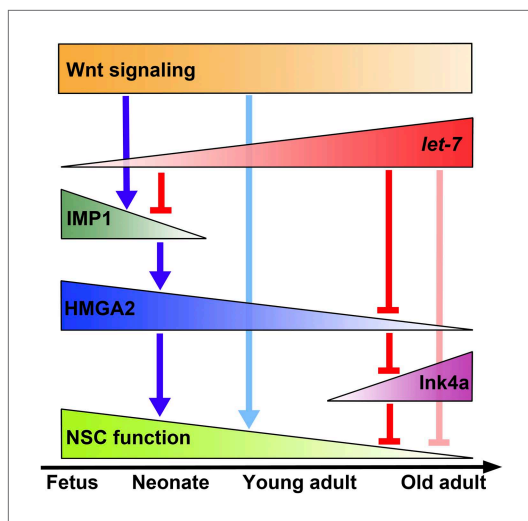 Wnt signaling
let-7
IMP1
HMGA2
Ink4a
NSC function
Fetus Neonate Young adult Old adult